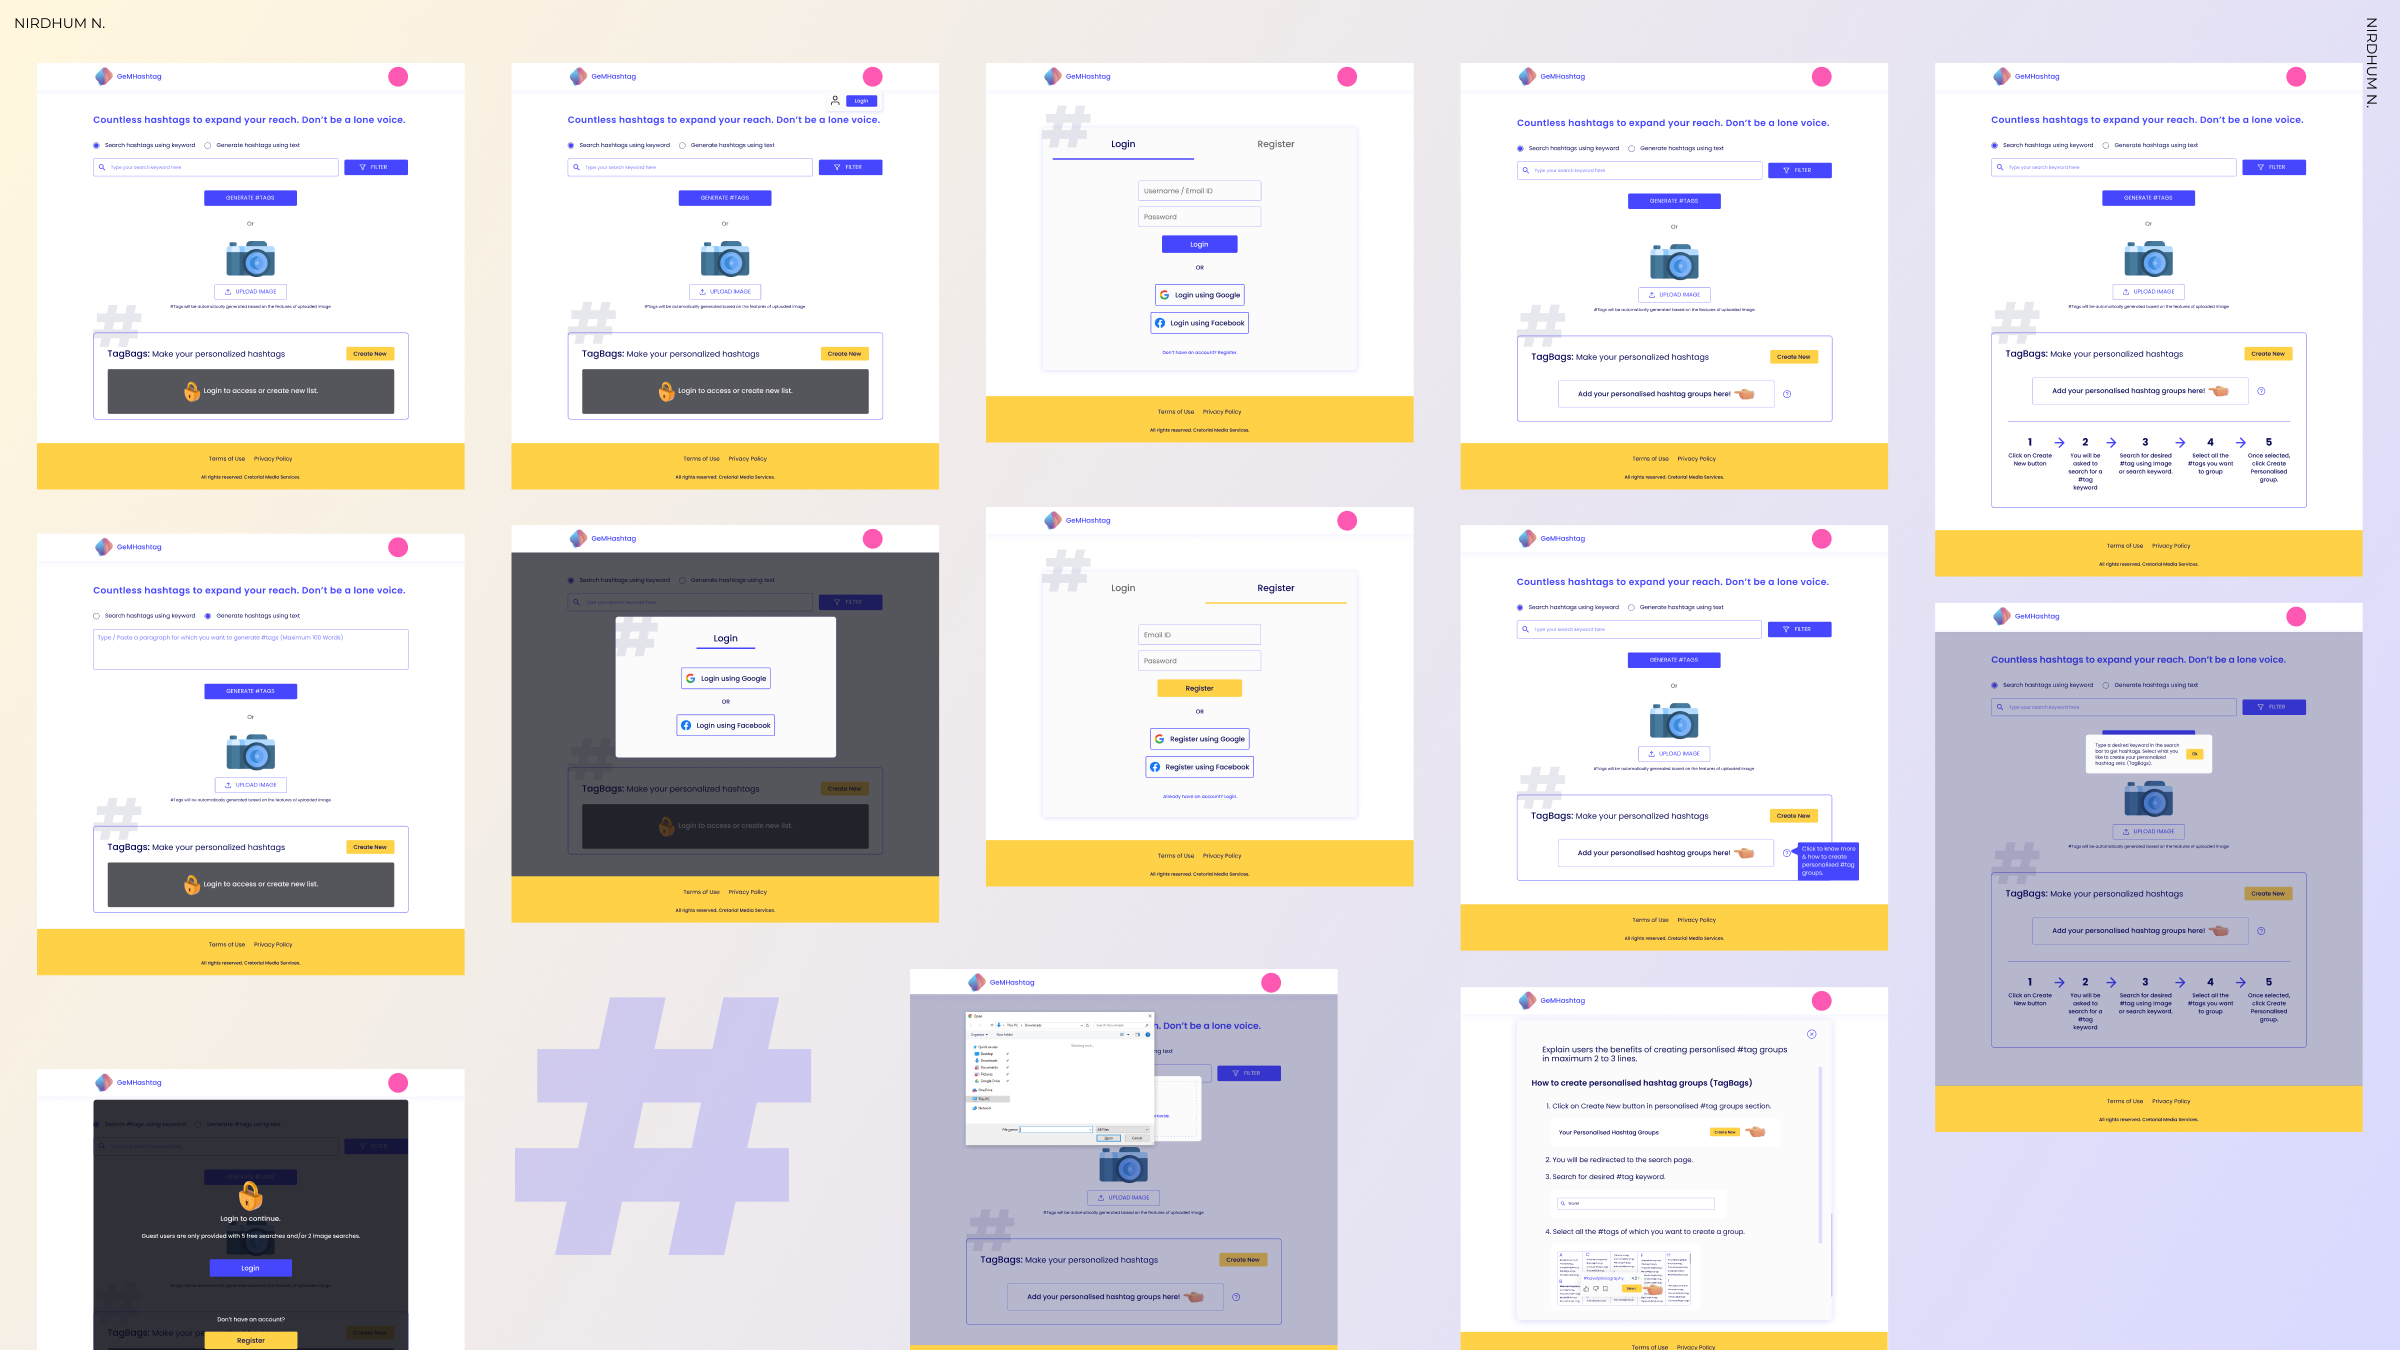 NIRDHUM N.
NIRDHUM N.
GeMHashtag
Countless hashtags to expand your reach. Don't be a lone voice.
Search hashtags using keyword Generate hashtags using text
Type your search keyword here FILTER
GENERATE #TAGS
Or
UPLOAD IMAGE
#Tags will be automatically generated based on the features of uploaded image
TagBags: Make your personalized hashtags Create New
Login to access or create new list.
Terms of Use Privacy Policy
All rights reserved. Cretorial Media Services.
GeMHashtag
Login
Countless hashtags to expand your reach. Don't be a lone voice.
Search hashtags using keyword Generate hashtags using text
Type your search keyword here FILTER
GENERATE #TAGS
Or
UPLOAD IMAGE
#Tags will be automatically generated based on the features of uploaded image
TagBags: Make your personalized hashtags Create New
Login to access or create new list.
Terms of Use Privacy Policy
All rights reserved. Cretorial Media Services.
GeMHashtag
#
Login Register
Username / Email ID
Password
Login
OR
Login using Google
Login using Facebook
Don't have an account? Register.
Terms of Use Privacy Policy
All rights reserved. Cretorial Media Services.
GeMHashtag
Countless hashtags to expand your reach. Don't be a lone voice.
Search hashtags using keyword Generate hashtags using text
Type your search keyword here FILTER
GENERATE #TAGS
Or
UPLOAD IMAGE
#Tags will be automatically generated based on the features of uploaded image
TagBags: Make your personalized hashtags Create New
Add your personalised hashtag groups here!
Terms of Use Privacy Policy
All rights reserved. Cretorial Media Services.
GeMHashtag
Countless hashtags to expand your reach. Don't be a lone voice.
Search hashtags using keyword Generate hashtags using text
Type your search keyword here FILTER
GENERATE #TAGS
Or
UPLOAD IMAGE
#Tags will be automatically generated based on the features of uploaded image
TagBags: Make your personalized hashtags Create New
Add your personalised hashtag groups here!
1 2 3 4 5
Click on Create New button
You will be asked to search for a #tag keyword
Search for desired #tag using image or search keyword.
Select all the #tags you want to group
Once selected, click Create Personalised group.
Terms of Use Privacy Policy
All rights reserved. Cretorial Media Services.
GeMHashtag
Countless hashtags to expand your reach. Don't be a lone voice.
Search hashtags using keyword Generate hashtags using text
Type / Paste a paragraph for which you want to generate #tags (Maximum 100 Words)
GENERATE #TAGS
Or
UPLOAD IMAGE
#Tags will be automatically generated based on the features of uploaded image
TagBags: Make your personalized hashtags Create New
Login to access or create new list.
Terms of Use Privacy Policy
All rights reserved. Cretorial Media Services.
GeMHashtag
Search hashtags using keyword Generate hashtags using text
Type your search keyword here FILTER
Login
Login using Google
OR
Login using Facebook
TagBags: Make your personalized hashtags Create New
Login to access or create new list.
Terms of Use Privacy Policy
All rights reserved. Cretorial Media Services.
GeMHashtag
#
Login Register
Email ID
Password
Register
OR
Register using Google
Register using Facebook
Already have an account? Login.
Terms of Use Privacy Policy
All rights reserved. Cretorial Media Services.
GeMHashtag
Countless hashtags to expand your reach. Don't be a lone voice.
Search hashtags using keyword Generate hashtags using text
Type your search keyword here FILTER
GENERATE #TAGS
Or
UPLOAD IMAGE
#Tags will be automatically generated based on the features of uploaded image
TagBags: Make your personalized hashtags Create New
Add your personalised hashtag groups here!
Click to know more
& how to create
personalised #tag
groups.
Terms of Use Privacy Policy
All rights reserved. Cretorial Media Services.
GeMHashtag
Countless hashtags to expand your reach. Don't be a lone voice.
Search hashtags using keyword Generate hashtags using text
Type your search keyword here FILTER
Type a desired keyword in the search
bar to get hashtags. Select what you
like to create your personalized
hashtag sets. (TagBags).
Ok
UPLOAD IMAGE
#Tags will be automatically generated based on the features of uploaded image
TagBags: Make your personalized hashtags Create New
Add your personalised hashtag groups here!
1 2 3 4 5
Click on Create New button
You will be asked to search for a #tag keyword
Search for desired #tag using image or search keyword.
Select all the #tags you want to group
Once selected, click Create Personalised group.
Terms of Use Privacy Policy
All rights reserved. Cretorial Media Services.
GeMHashtag
Search #tags using keyword Generate #tags using text
FILTER
Login to continue.
Guest users are only provided with 5 free searches and/or 2 image searches.
Login
Don't have an account?
TagBags: Make your Create New
Register
#
GeMHashtag
Don't be a lone voice.
FILTER
Open
This PC Downloads
Organize New folder
Quick access
Desktop
Downloads
Documents
Pictures
Google Drive
OneDrive
This PC
Network
File name: All Files
Open Cancel
UPLOAD IMAGE
#Tags will be automatically generated based on the features of uploaded image
TagBags: Make your personalized hashtags Create New
Add your personalised hashtag groups here!
GeMHashtag
Explain users the benefits of creating personlised #tag groups
in maximum 2 to 3 lines.
How to create personalised hashtag groups (TagBags)
1. Click on Create New button in personalised #tag groups section.
Your Personalised Hashtag Groups Create New
2. You will be redirected to the search page.
3. Search for desired #tag keyword.
travel
4. Select all the #tags of which you want to create a group.
#travelphotography
Select
Terms of Use Privacy Policy